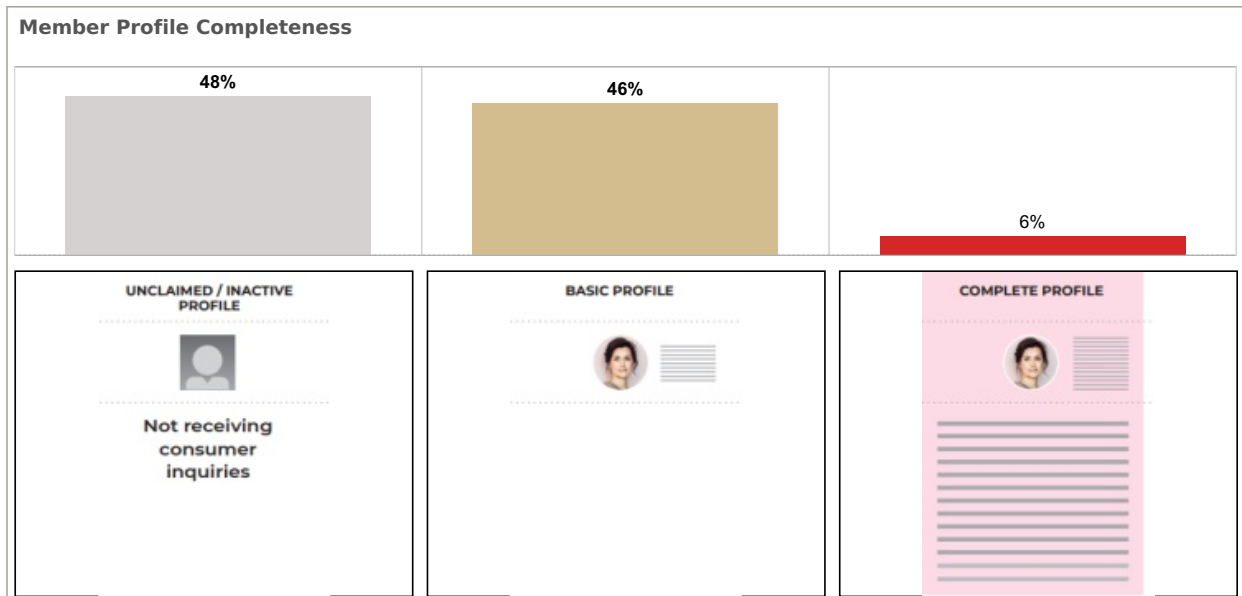 Member Profile Completeness
48%
46%
6%
UNCLAIMED / INACTIVE
PROFILE
Not receiving
consumer
inquiries
BASIC PROFILE
COMPLETE PROFILE